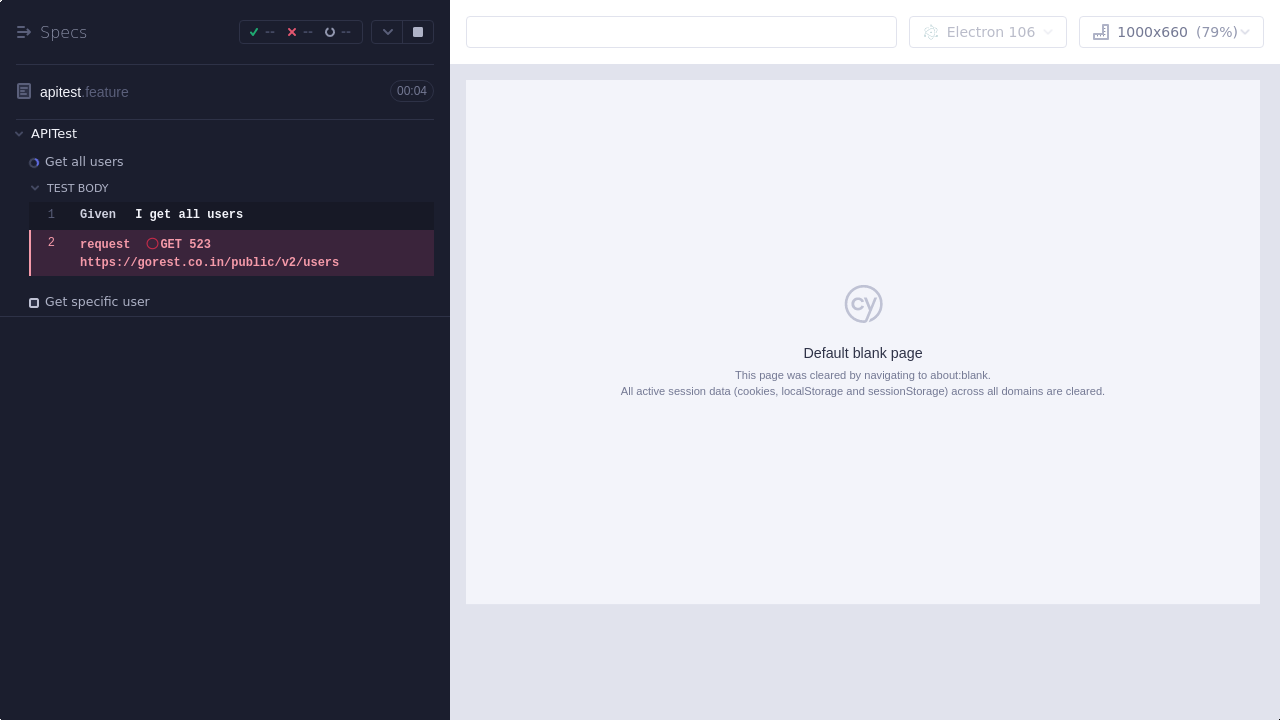 Specs
--
--
--
apitest.feature
00:04
APITest
Get all users
TEST BODY
1 Given I get all users
2 request GET 523
https://gorest.co.in/public/v2/users
Get specific user
Electron 106
1000x660 (79%)
cy
Default blank page
This page was cleared by navigating to about:blank.
All active session data (cookies, localStorage and sessionStorage) across all domains are cleared.